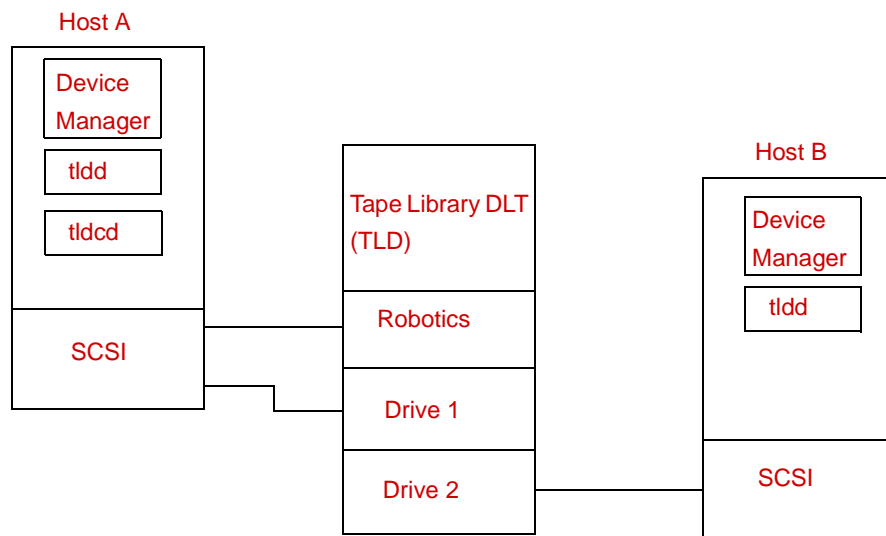 Host A
Device
Manager
tldd
tldcd
SCSI
Tape Library DLT
(TLD)
Robotics
Drive 1
Drive 2
Host B
Device
Manager
tldd
SCSI